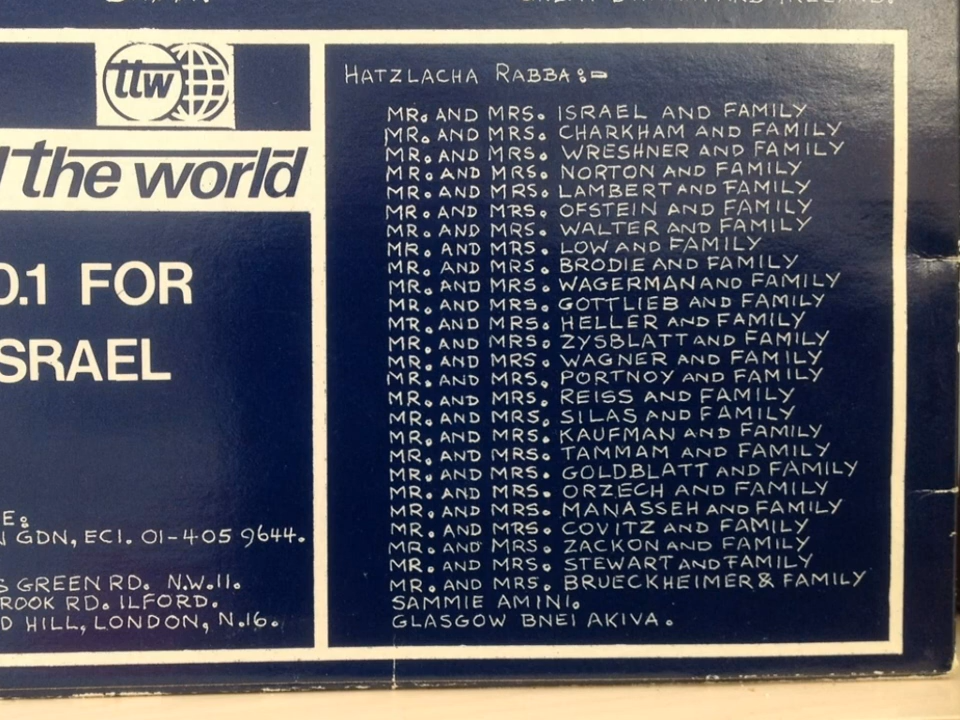 ttw
the world
0.1 FOR
SRAEL
E:
GDN, EC1. 01-405 9644.
GREEN RD. N.W.11.
ROOK RD. ILFORD.
D HILL, LONDON, N.16.
HATZLACHA RABBA:-
MR. AND MRS. ISRAEL AND FAMILY
MR. AND MRS. CHARKHAM AND FAMILY
MR. AND MRS. WRESHNER AND FAMILY
MR. AND MRS. NORTON AND FAMILY
MR. AND MRS. LAMBERT AND FAMILY
MR. AND MRS. OFSTEIN AND FAMILY
MR. AND MRS. WALTER AND FAMILY
MR. AND MRS. LOW AND FAMILY
MR. AND MRS. BRODIE AND FAMILY
MR. AND MRS. WAGERMAN AND FAMILY
MR. AND MRS. GOTTLIEB AND FAMILY
MR. AND MRS. HELLER AND FAMILY
MR. AND MRS. ZYSBLATT AND FAMILY
MR. AND MRS. WAGNER AND FAMILY
MR. AND MRS. PORTNOY AND FAMILY
MR. AND MRS. REISS AND FAMILY
MR. AND MRS. SILAS AND FAMILY
MR. AND MRS. KAUFMAN AND FAMILY
MR. AND MRS. TAMMAM AND FAMILY
MR. AND MRS. GOLDBLATT AND FAMILY
MR. AND MRS. ORZECH AND FAMILY
MR. AND MRS. MANASSEH AND FAMILY
MR. AND MRS. COVITZ AND FAMILY
MR. AND MRS. ZACKON AND FAMILY
MR. AND MRS. STEWART AND FAMILY
MR. AND MRS. BRUECKHEIMER & FAMILY
SAMMIE AMINI.
GLASGOW BNEI AKIVA.